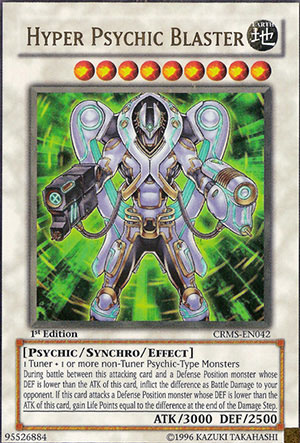 HYPER PSYCHIC BLASTER
EARTH
地
1st Edition
CRMS-EN042
[PSYCHIC/SYNCHRO/EFFECT]
1 Tuner + 1 or more non-Tuner Psychic-Type Monsters
During battle between this attacking card and a Defense Position monster whose
DEF is lower than the ATK of this card, inflict the difference as Battle Damage to your
opponent. If this card attacks a Defense Position monster whose DEF is lower than the
ATK of this card, gain Life Points equal to the difference at the end of the Damage Step.
ATK/3000 DEF/2500
95526884
©1996 KAZUKI TAKAHASHI